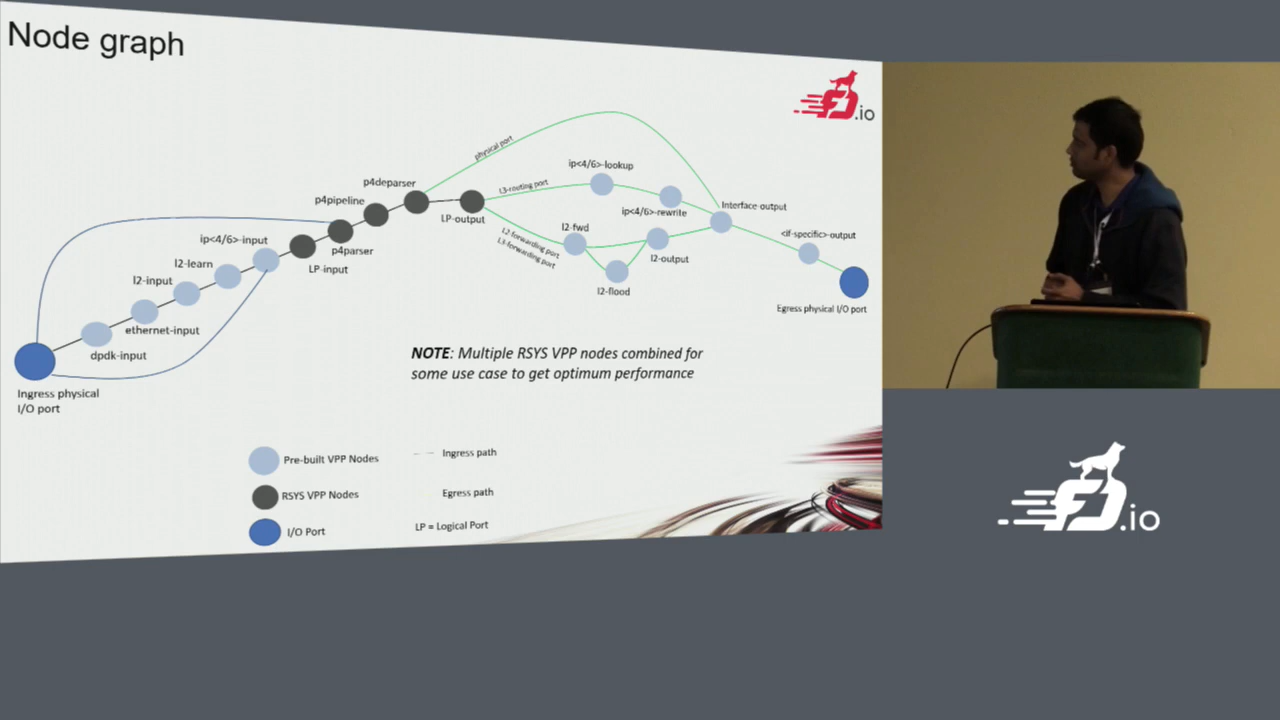 Node graph
.io
physical port
ip<4/6>-lookup
p4deparser
L3-routing port
p4pipeline
ip<4/6>-rewrite
Interface-output
LP-output
l2-fwd
<if-specific>-output
ip<4/6>-input
p4parser
L2-forwarding port
L3-forwarding port
l2-output
l2-learn
LP-input
l2-input
l2-flood
Egress physical I/O port
ethernet-input
dpdk-input
NOTE: Multiple RSYS VPP nodes combined for
some use case to get optimum performance
Ingress physical
I/O port
Pre-built VPP Nodes
Ingress path
RSYS VPP Nodes
Egress path
I/O Port
LP = Logical Port
.io